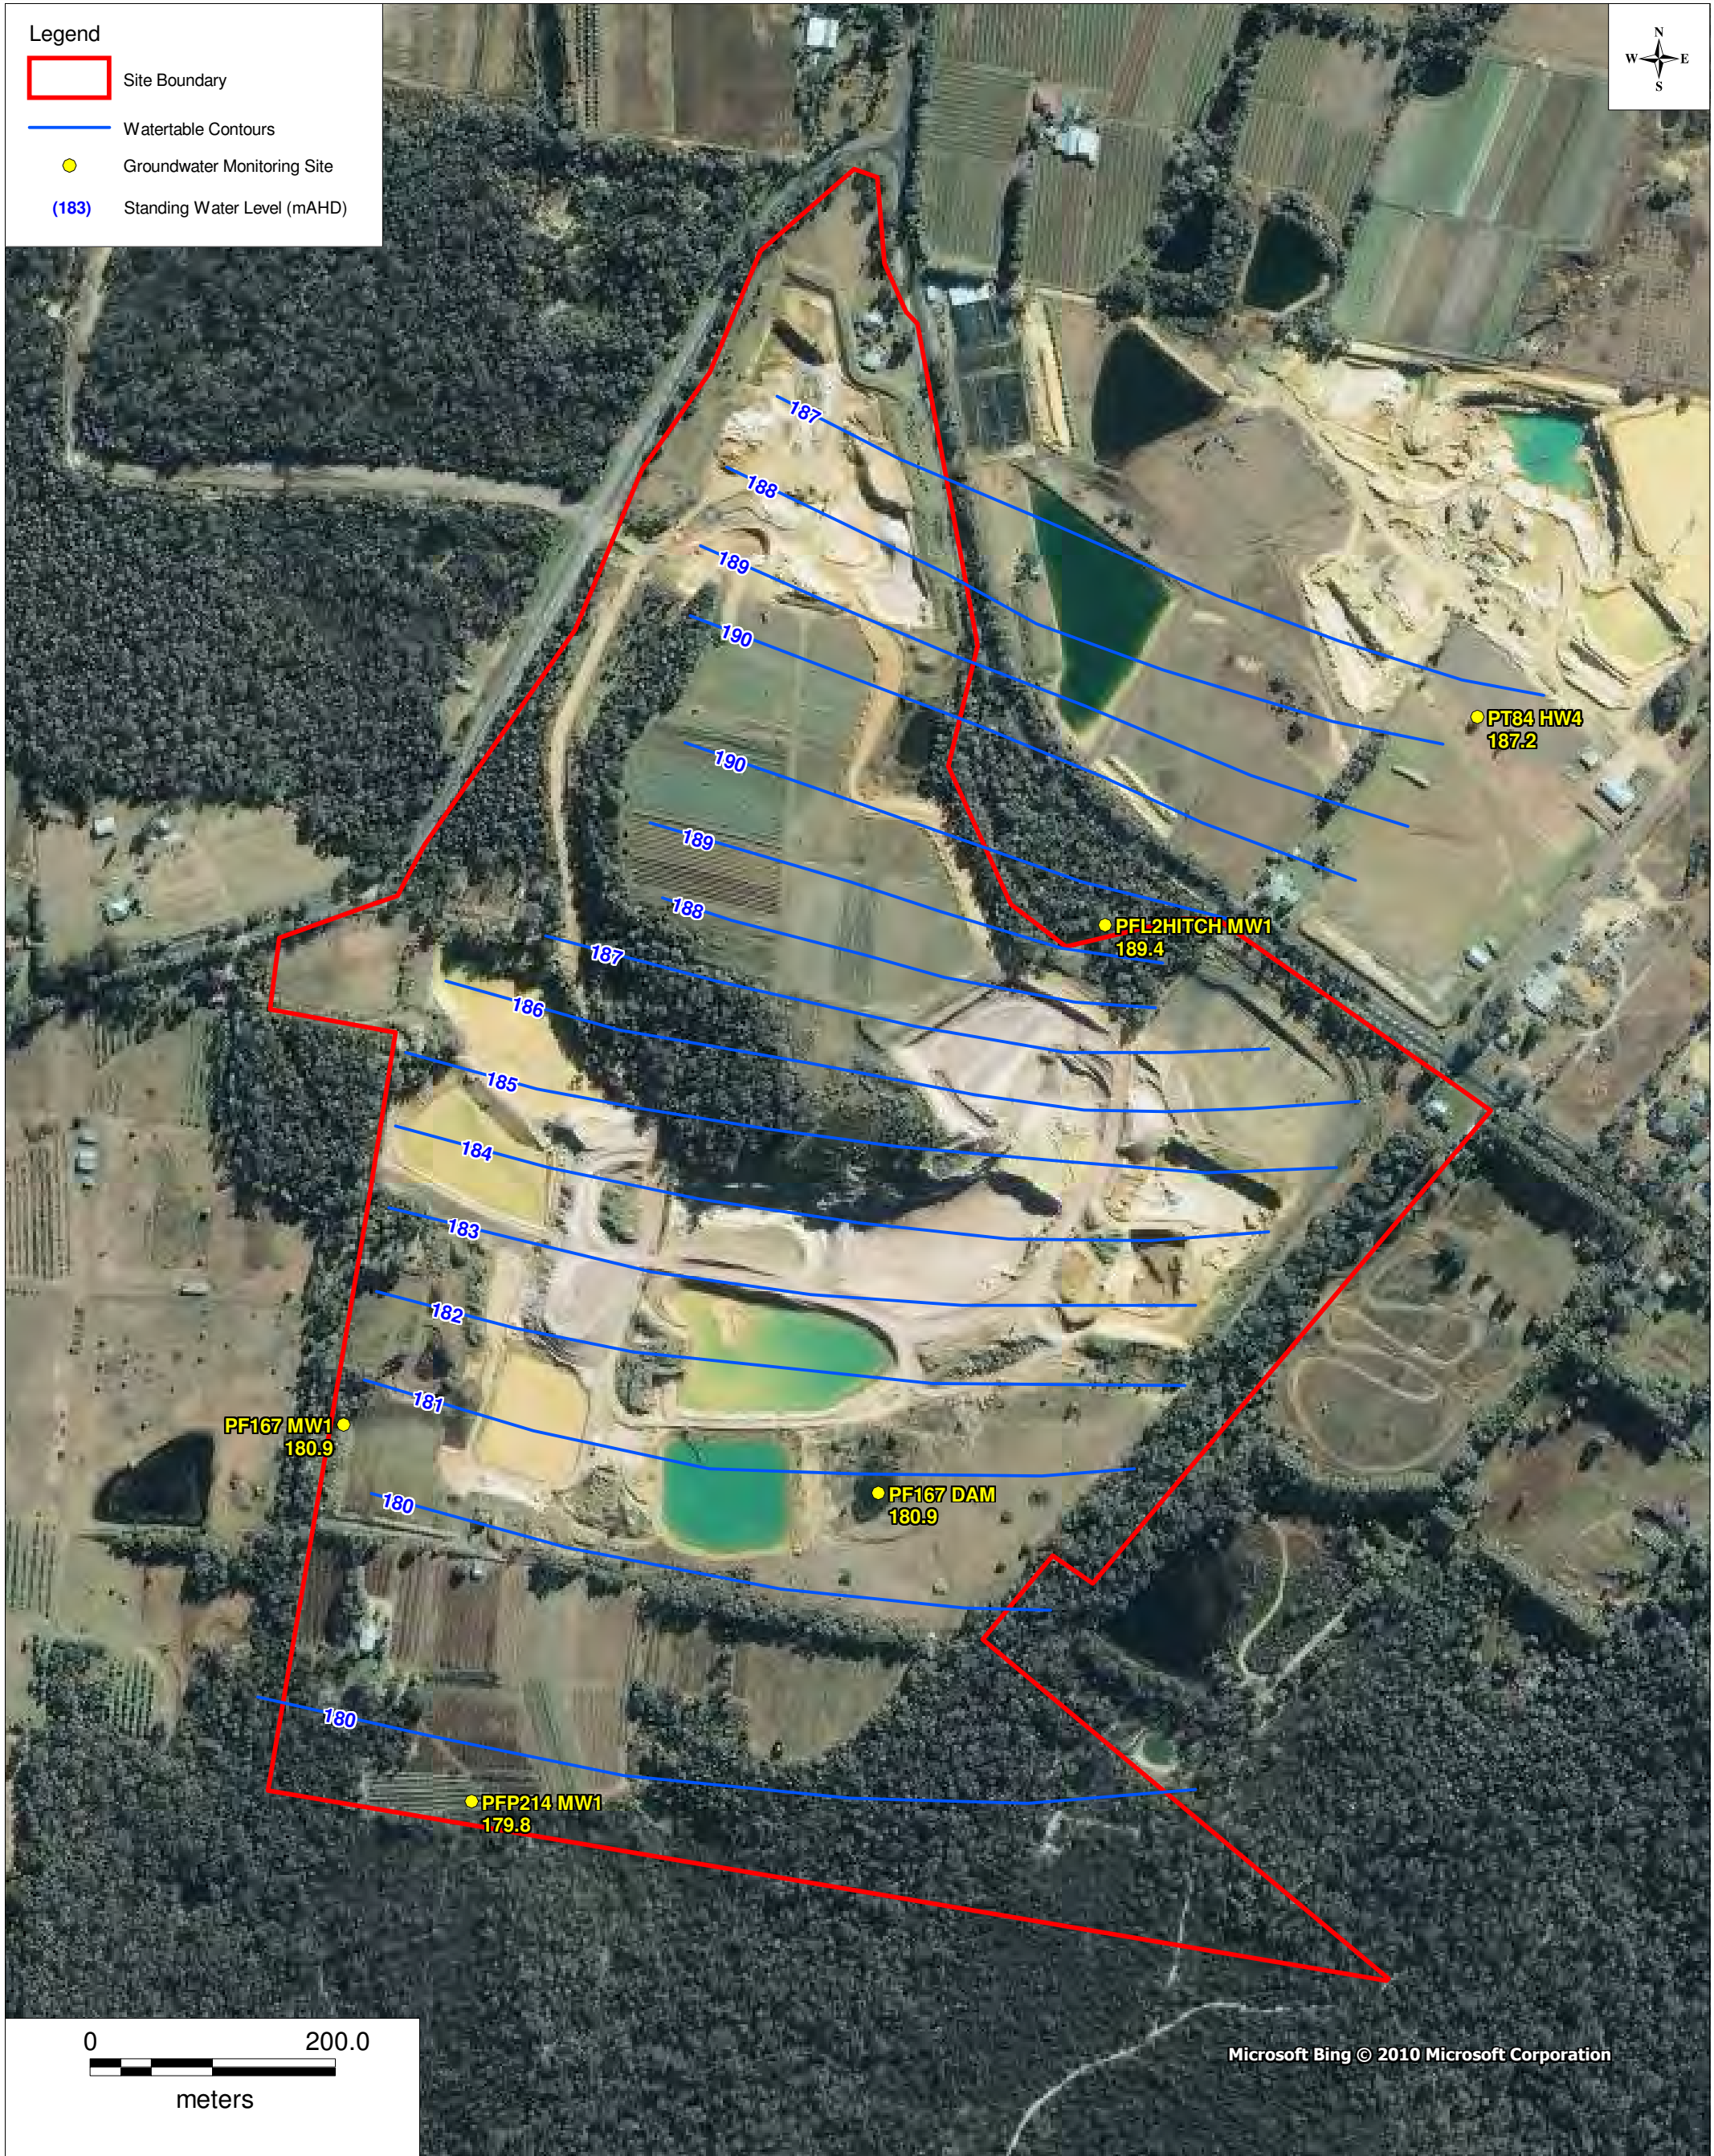 Legend
Site Boundary
Watertable Contours
Groundwater Monitoring Site
(183) Standing Water Level (mAHD)
N
W E
S
187
188
189
190
190
189
188
187
186
185
184
183
182
181
180
180
PT84 HW4
187.2
PFL2HITCH MW1
189.4
PF167 MW1
180.9
PF167 DAM
180.9
PFP214 MW1
179.8
0 200.0
meters
Microsoft Bing © 2010 Microsoft Corporation